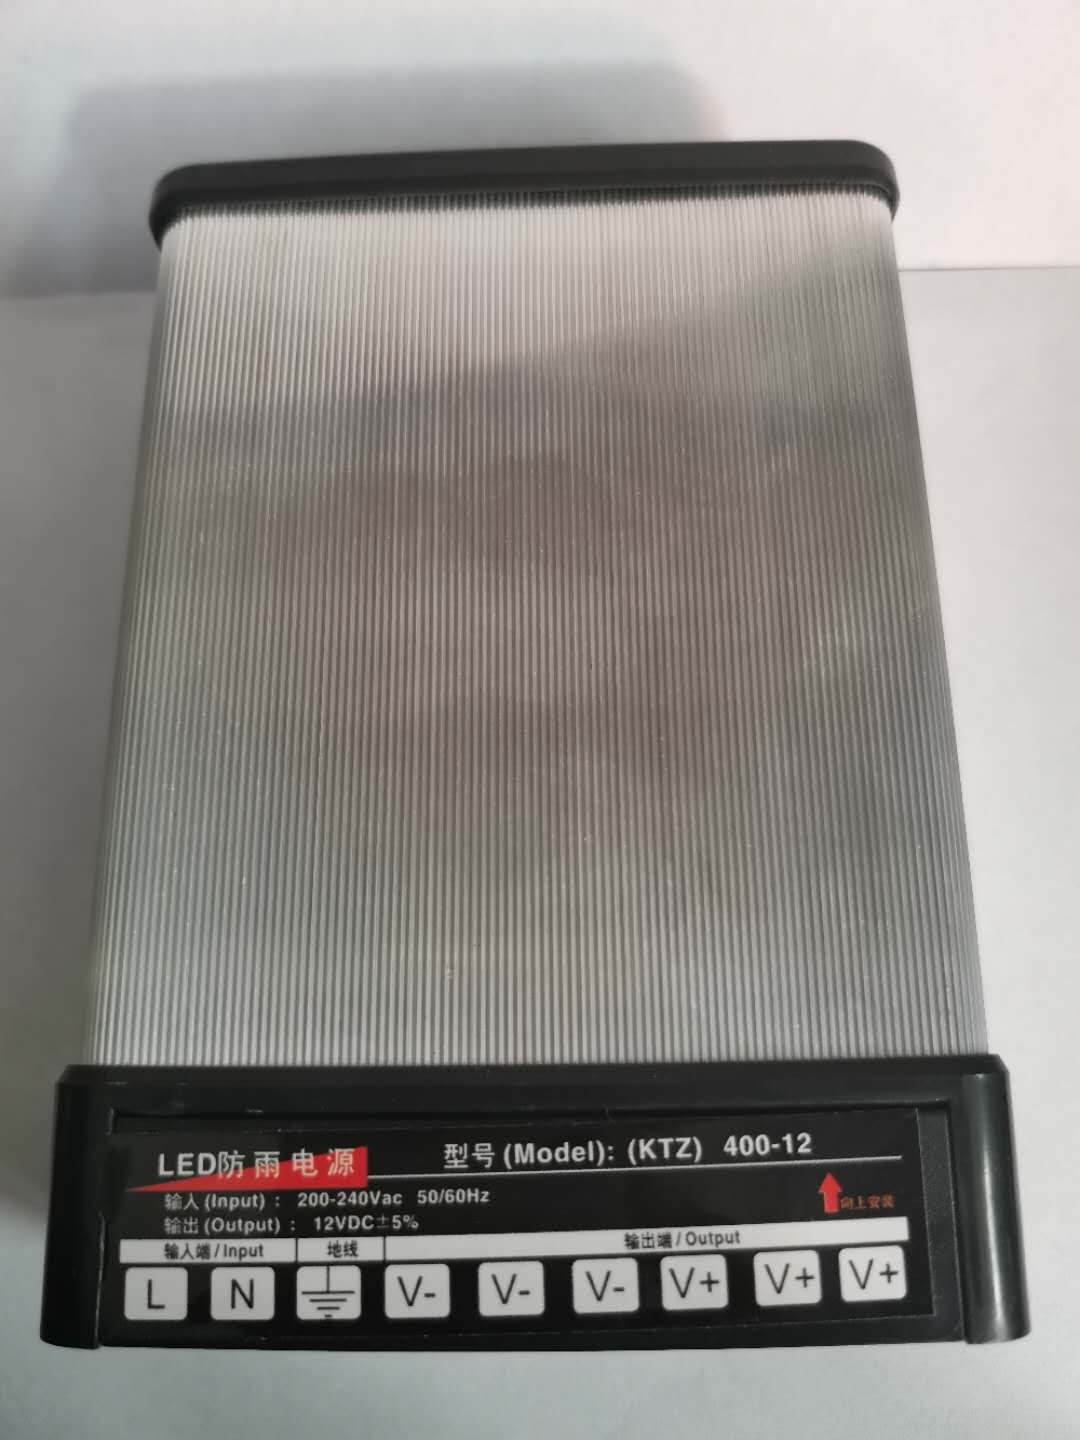 LED防雨电源 型号(Model): (KTZ) 400-12
输入(Input) : 200-240Vac 50/60Hz
输出(Output) : 12VDC±5%
向上安装
输入端/Input 地线 输出端/Output
L N V- V- V- V+ V+ V+